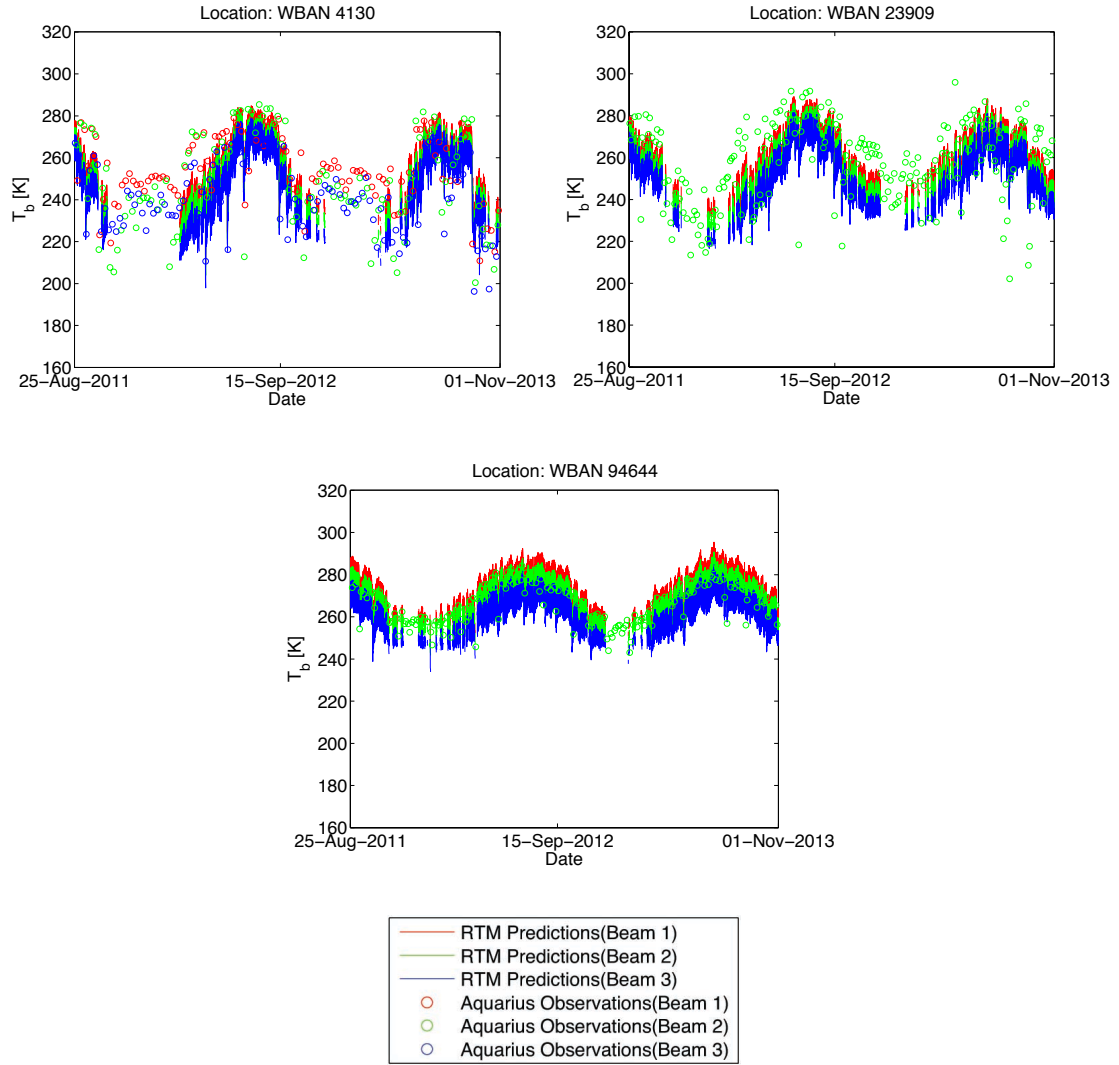 Location: WBAN 4130
320
300
280
260
240
220
200
180
160
T_b [K]
25−Aug−2011
15−Sep−2012
01−Nov−2013
Date
Location: WBAN 23909
320
300
280
260
240
220
200
180
160
T_b [K]
25−Aug−2011
15−Sep−2012
01−Nov−2013
Date
Location: WBAN 94644
320
300
280
260
240
220
200
180
160
T_b [K]
25−Aug−2011
15−Sep−2012
01−Nov−2013
Date
RTM Predictions(Beam 1)
RTM Predictions(Beam 2)
RTM Predictions(Beam 3)
Aquarius Observations(Beam 1)
Aquarius Observations(Beam 2)
Aquarius Observations(Beam 3)